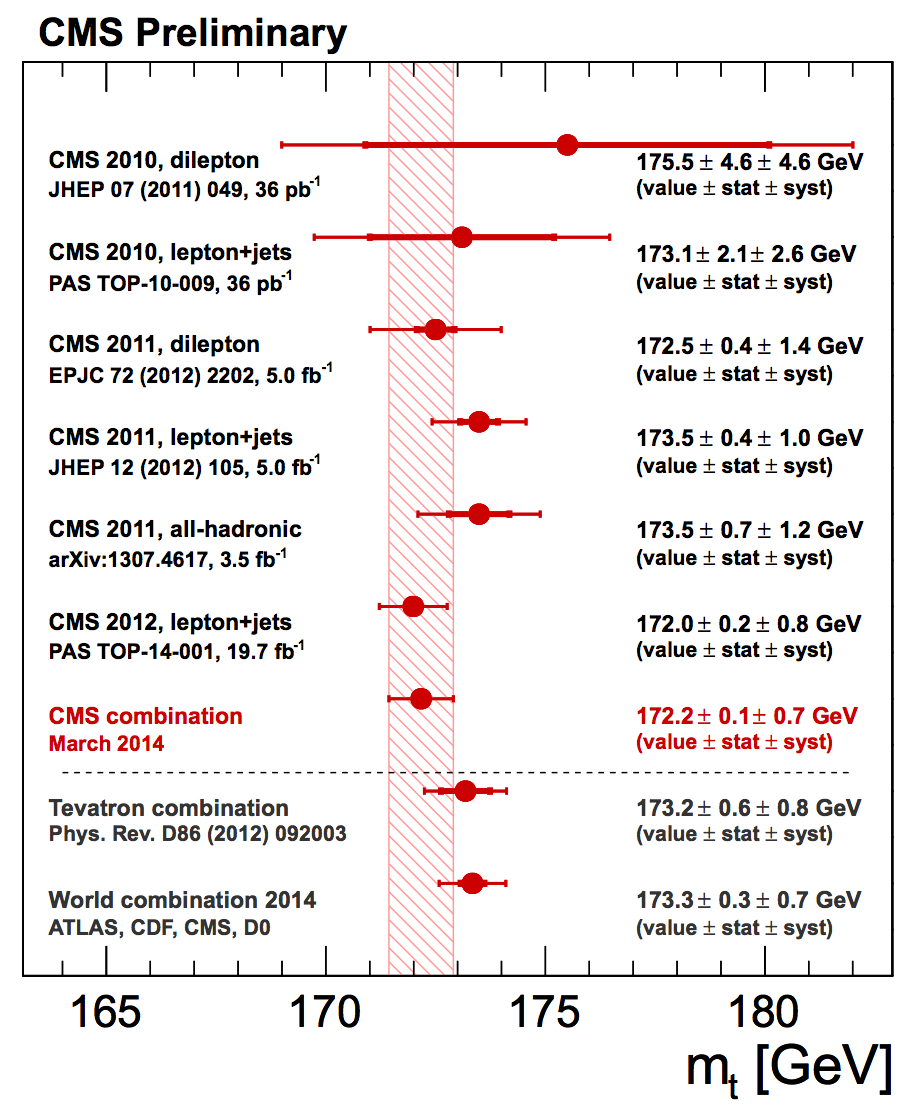 CMS Preliminary
CMS 2010, dilepton
JHEP 07 (2011) 049, 36 pb⁻¹
175.5 ± 4.6 ± 4.6 GeV
(value ± stat ± syst)
CMS 2010, lepton+jets
PAS TOP-10-009, 36 pb⁻¹
173.1 ± 2.1 ± 2.6 GeV
(value ± stat ± syst)
CMS 2011, dilepton
EPJC 72 (2012) 2202, 5.0 fb⁻¹
172.5 ± 0.4 ± 1.4 GeV
(value ± stat ± syst)
CMS 2011, lepton+jets
JHEP 12 (2012) 105, 5.0 fb⁻¹
173.5 ± 0.4 ± 1.0 GeV
(value ± stat ± syst)
CMS 2011, all-hadronic
arXiv:1307.4617, 3.5 fb⁻¹
173.5 ± 0.7 ± 1.2 GeV
(value ± stat ± syst)
CMS 2012, lepton+jets
PAS TOP-14-001, 19.7 fb⁻¹
172.0 ± 0.2 ± 0.8 GeV
(value ± stat ± syst)
CMS combination
March 2014
172.2 ± 0.1 ± 0.7 GeV
(value ± stat ± syst)
Tevatron combination
Phys. Rev. D86 (2012) 092003
173.2 ± 0.6 ± 0.8 GeV
(value ± stat ± syst)
World combination 2014
ATLAS, CDF, CMS, D0
173.3 ± 0.3 ± 0.7 GeV
(value ± stat ± syst)
165 170 175 180
mₜ [GeV]